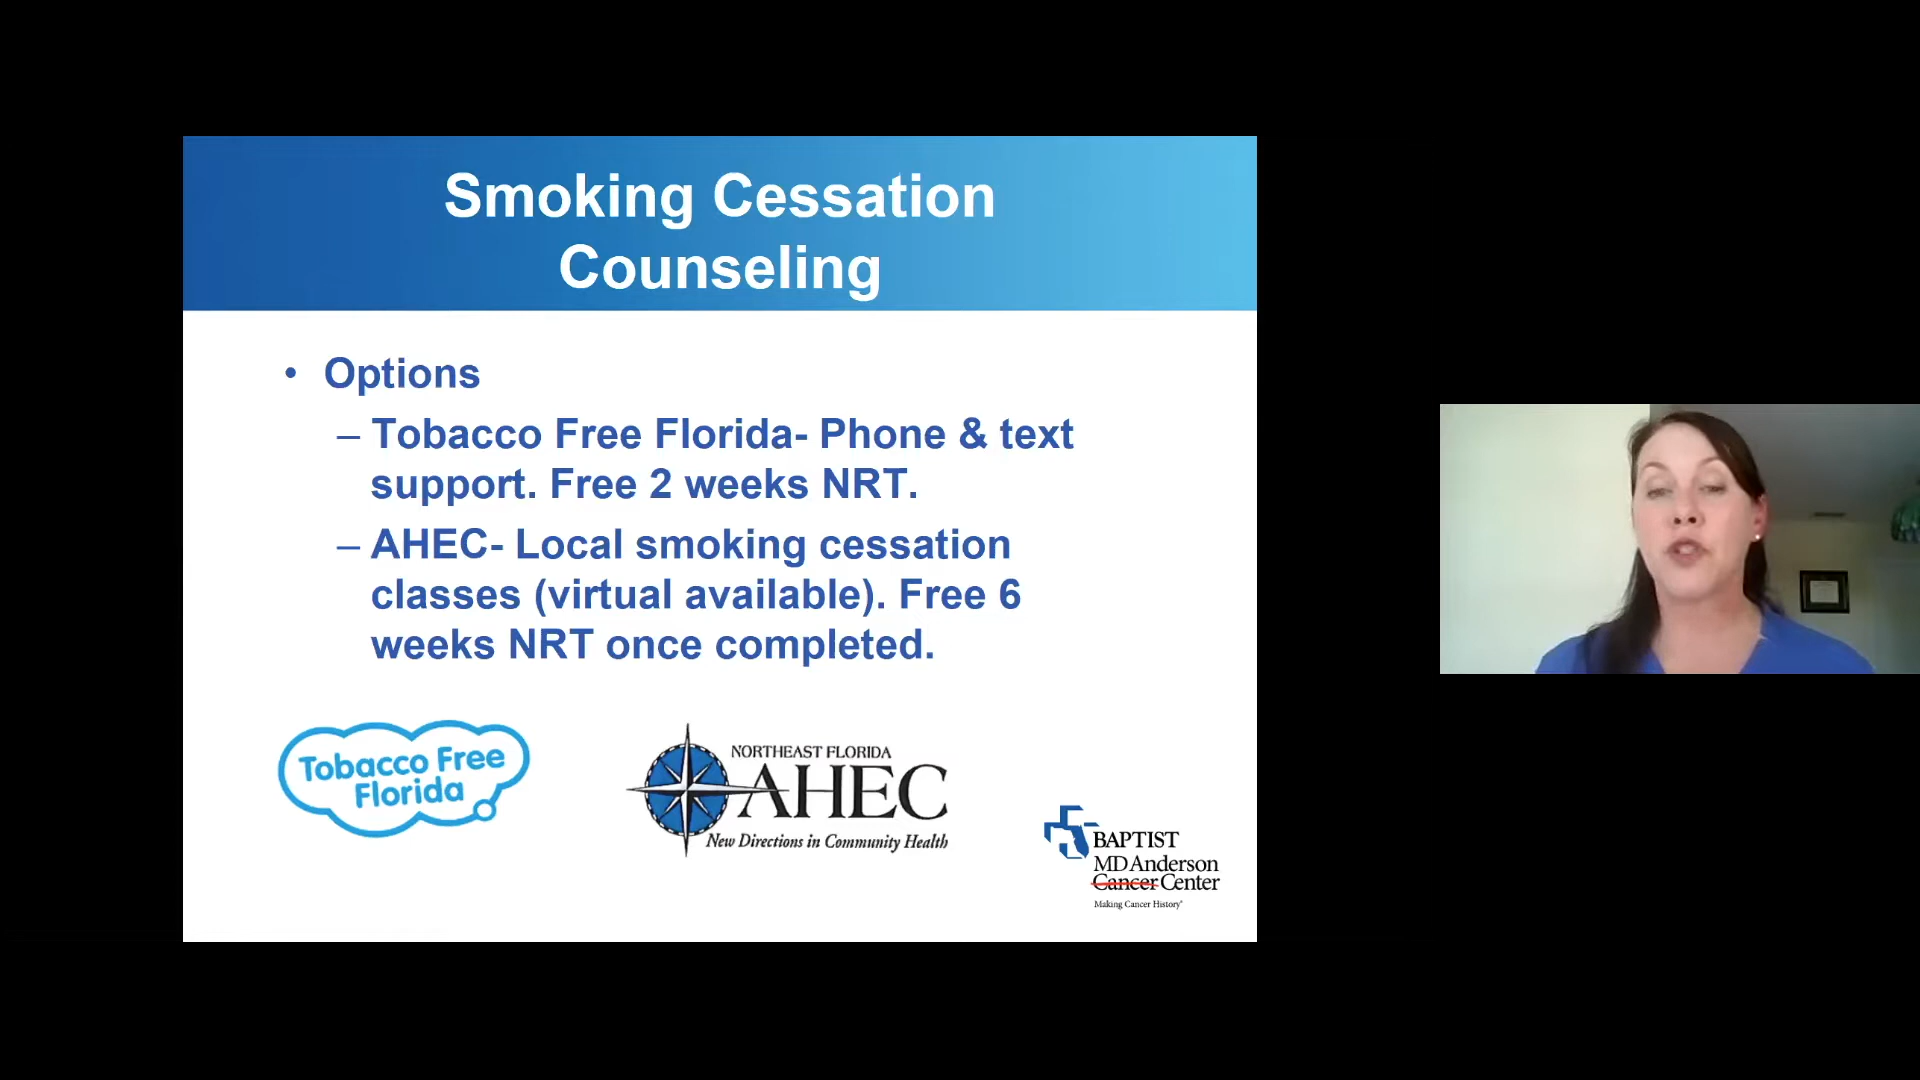 Smoking Cessation
Counseling
• Options
– Tobacco Free Florida- Phone & text
support. Free 2 weeks NRT.
– AHEC- Local smoking cessation
classes (virtual available). Free 6
weeks NRT once completed.
Tobacco Free
Florida
NORTHEAST FLORIDA
AHEC
New Directions in Community Health
BAPTIST
MD Anderson
Cancer Center
Making Cancer History®